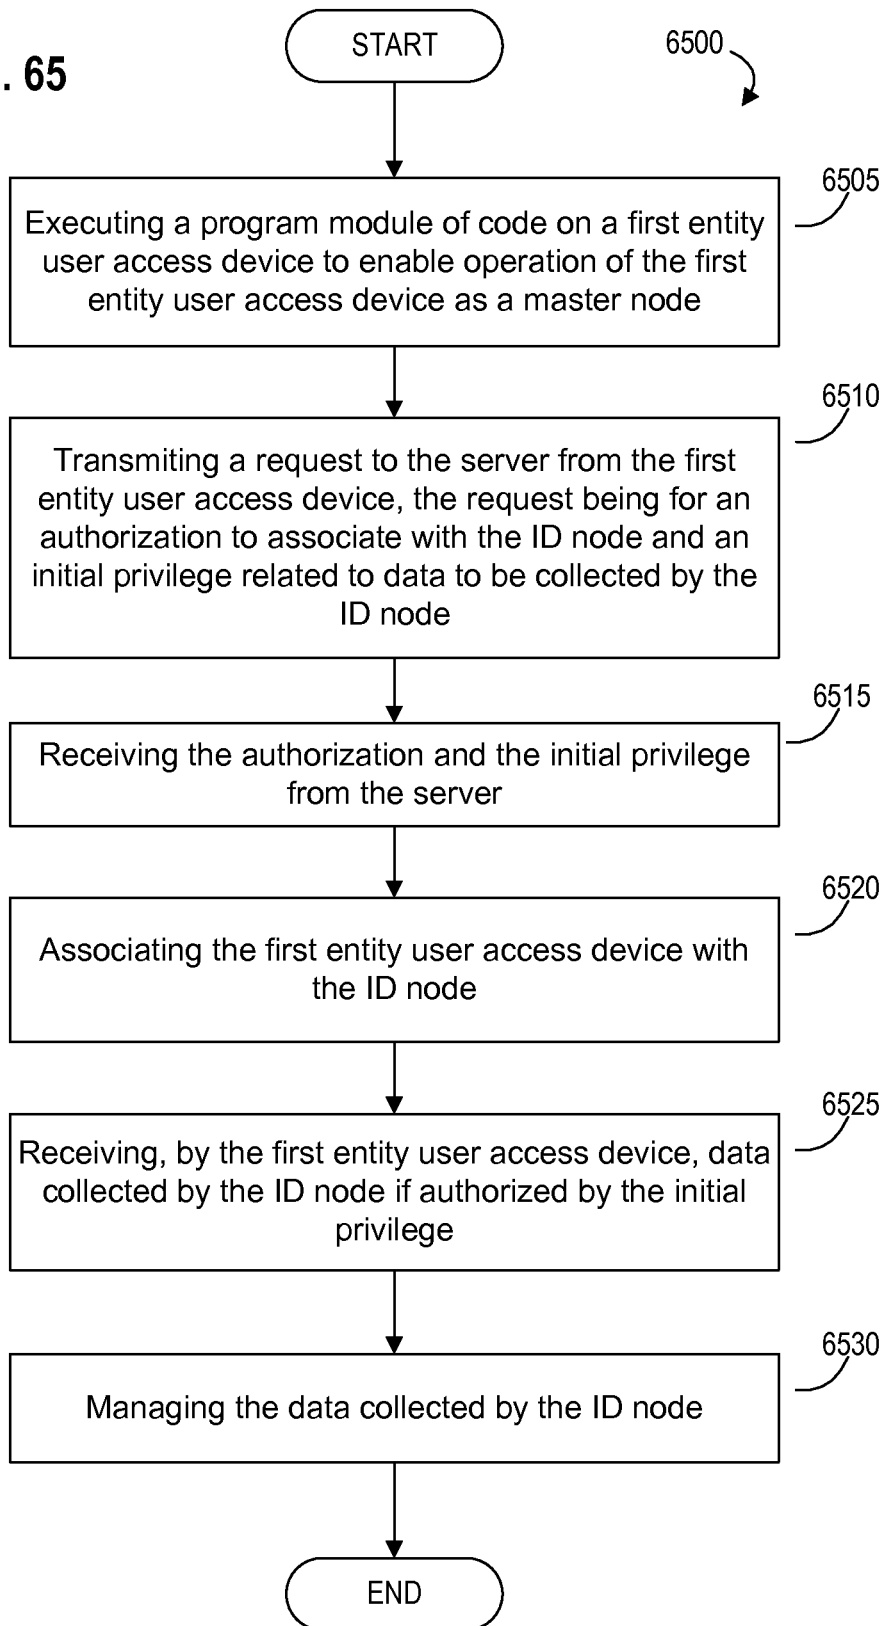 . 65
START
6500
6505
Executing a program module of code on a first entity
user access device to enable operation of the first
entity user access device as a master node
6510
Transmiting a request to the server from the first
entity user access device, the request being for an
authorization to associate with the ID node and an
initial privilege related to data to be collected by the
ID node
6515
Receiving the authorization and the initial privilege
from the server
6520
Associating the first entity user access device with
the ID node
6525
Receiving, by the first entity user access device, data
collected by the ID node if authorized by the initial
privilege
6530
Managing the data collected by the ID node
END